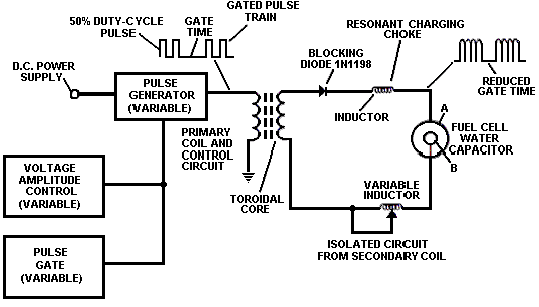 50% DUTY-CYCLE
PULSE
GATE
TIME
GATED PULSE
TRAIN
D.C. POWER
SUPPLY
PULSE
GENERATOR
(VARIABLE)
BLOCKING
DIODE 1N1198
RESONANT CHARGING
CHOKE
INDUCTOR
REDUCED
GATE TIME
A
FUEL CELL
WATER
CAPACITOR
B
PRIMARY
COIL AND
CONTROL
CIRCUIT
TOROIDAL
CORE
VOLTAGE
AMPLITUDE
CONTROL
(VARIABLE)
VARIABLE
INDUCTOR
ISOLATED CIRCUIT
FROM SECONDAIRY COIL
PULSE
GATE
(VARIABLE)